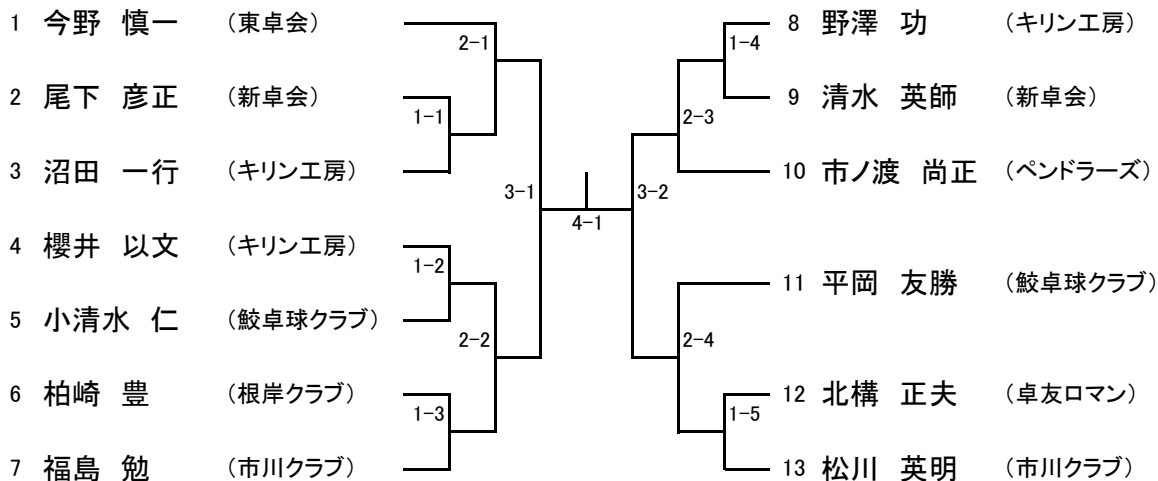 1 今野 慎一 (東卓会)
2 尾下 彦正 (新卓会)
3 沼田 一行 (キリン工房)
4 櫻井 以文 (キリン工房)
5 小清水 仁 (鮫卓球クラブ)
6 柏崎 豊 (根岸クラブ)
7 福島 勉 (市川クラブ)
2-1
1-1
3-1
1-2
2-2
1-3
4-1
8 野澤 功 (キリン工房)
9 清水 英師 (新卓会)
10 市ノ渡 尚正 (ペンドラーズ)
11 平岡 友勝 (鮫卓球クラブ)
12 北構 正夫 (卓友ロマン)
13 松川 英明 (市川クラブ)
1-4
2-3
3-2
2-4
1-5